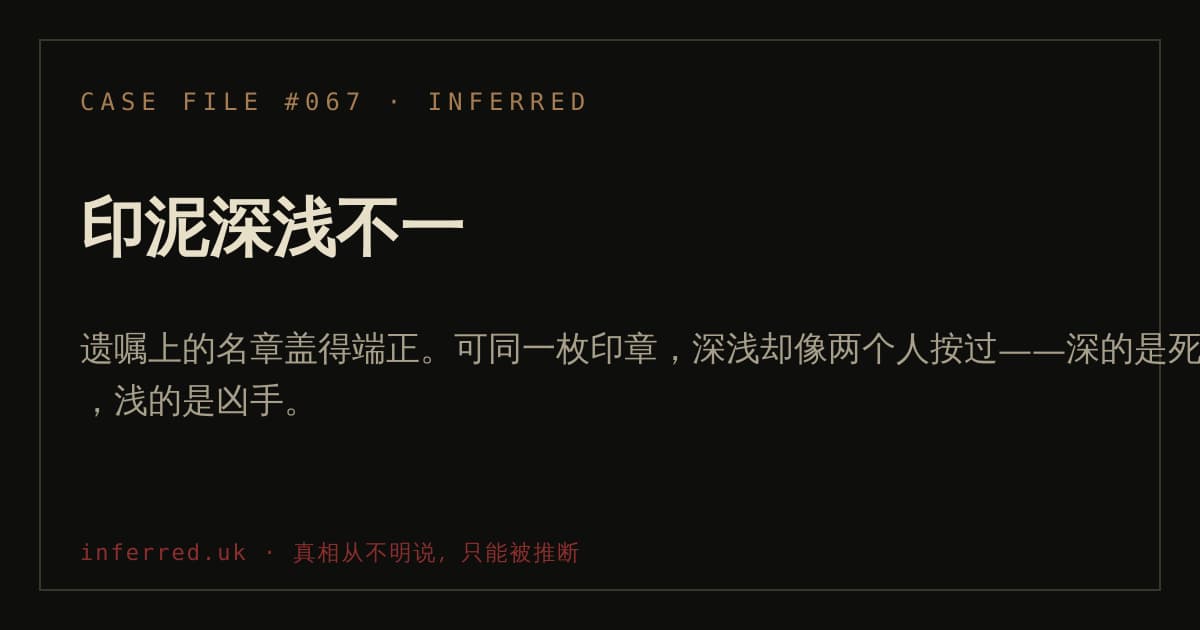 CASE FILE #067 · INFERRED
印泥深浅不一
遗嘱上的名章盖得端正。可同一枚印章，深浅却像两个人按过——深的是死
，浅的是凶手。
inferred.uk · 真相从不明说，只能被推断